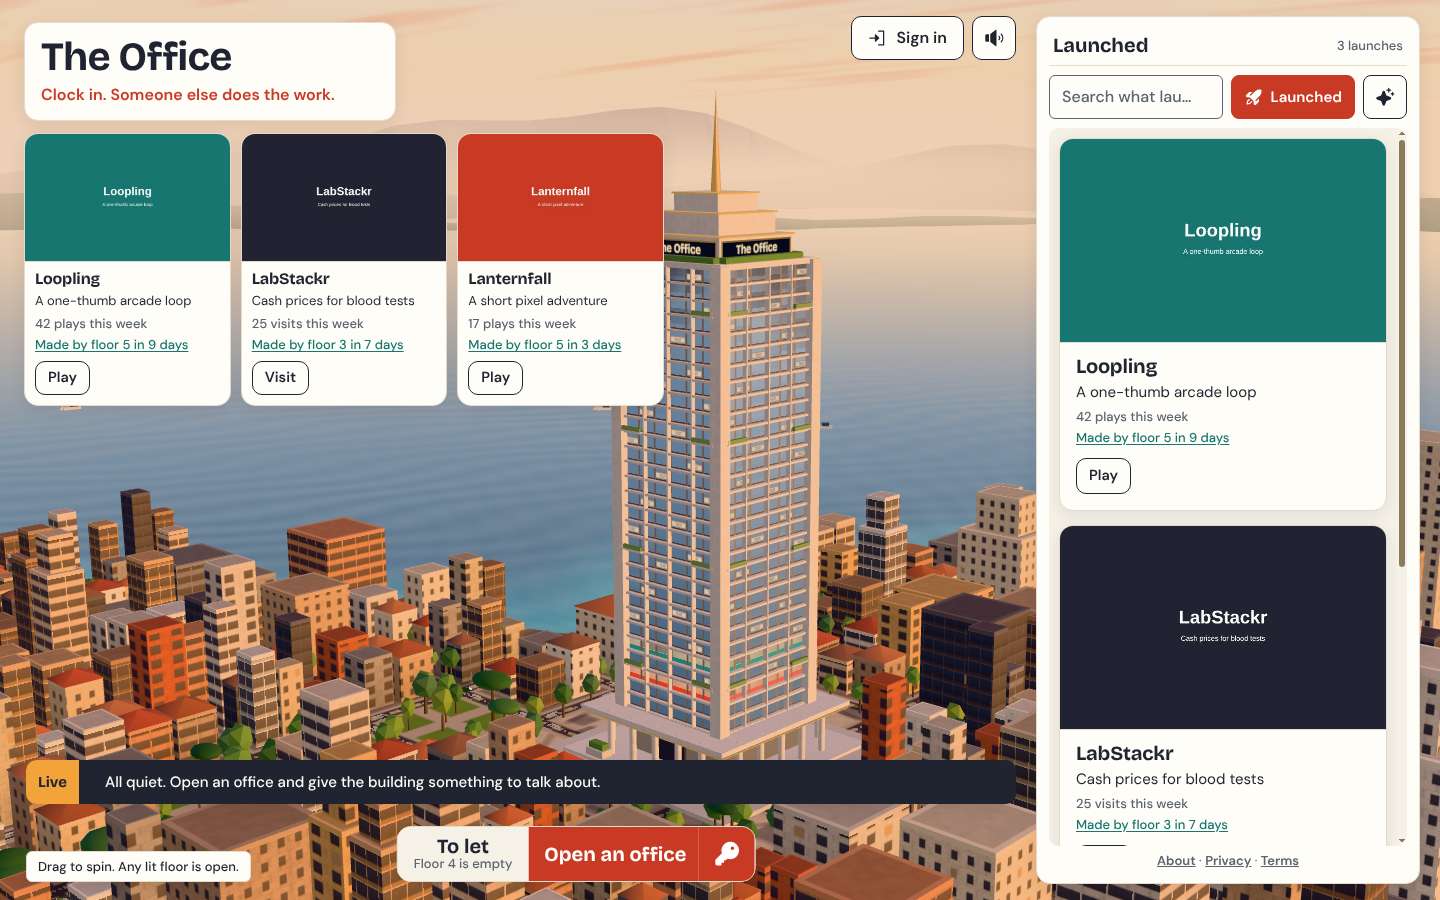 The Office
Clock in. Someone else does the work.
Sign in
Loopling
A one-thumb arcade loop
Loopling
A one-thumb arcade loop
42 plays this week
Made by floor 5 in 9 days
Play
LabStackr
Cash prices for blood tests
LabStackr
Cash prices for blood tests
25 visits this week
Made by floor 3 in 7 days
Visit
Lanternfall
A short pixel adventure
Lanternfall
A short pixel adventure
17 plays this week
Made by floor 5 in 3 days
Play
The Office
Live
All quiet. Open an office and give the building something to talk about.
To let
Floor 4 is empty
Open an office
Drag to spin. Any lit floor is open.
Launched
3 launches
Search what lau...
Launched
Loopling
A one-thumb arcade loop
Loopling
A one-thumb arcade loop
42 plays this week
Made by floor 5 in 9 days
Play
LabStackr
Cash prices for blood tests
LabStackr
Cash prices for blood tests
25 visits this week
Made by floor 3 in 7 days
About · Privacy · Terms